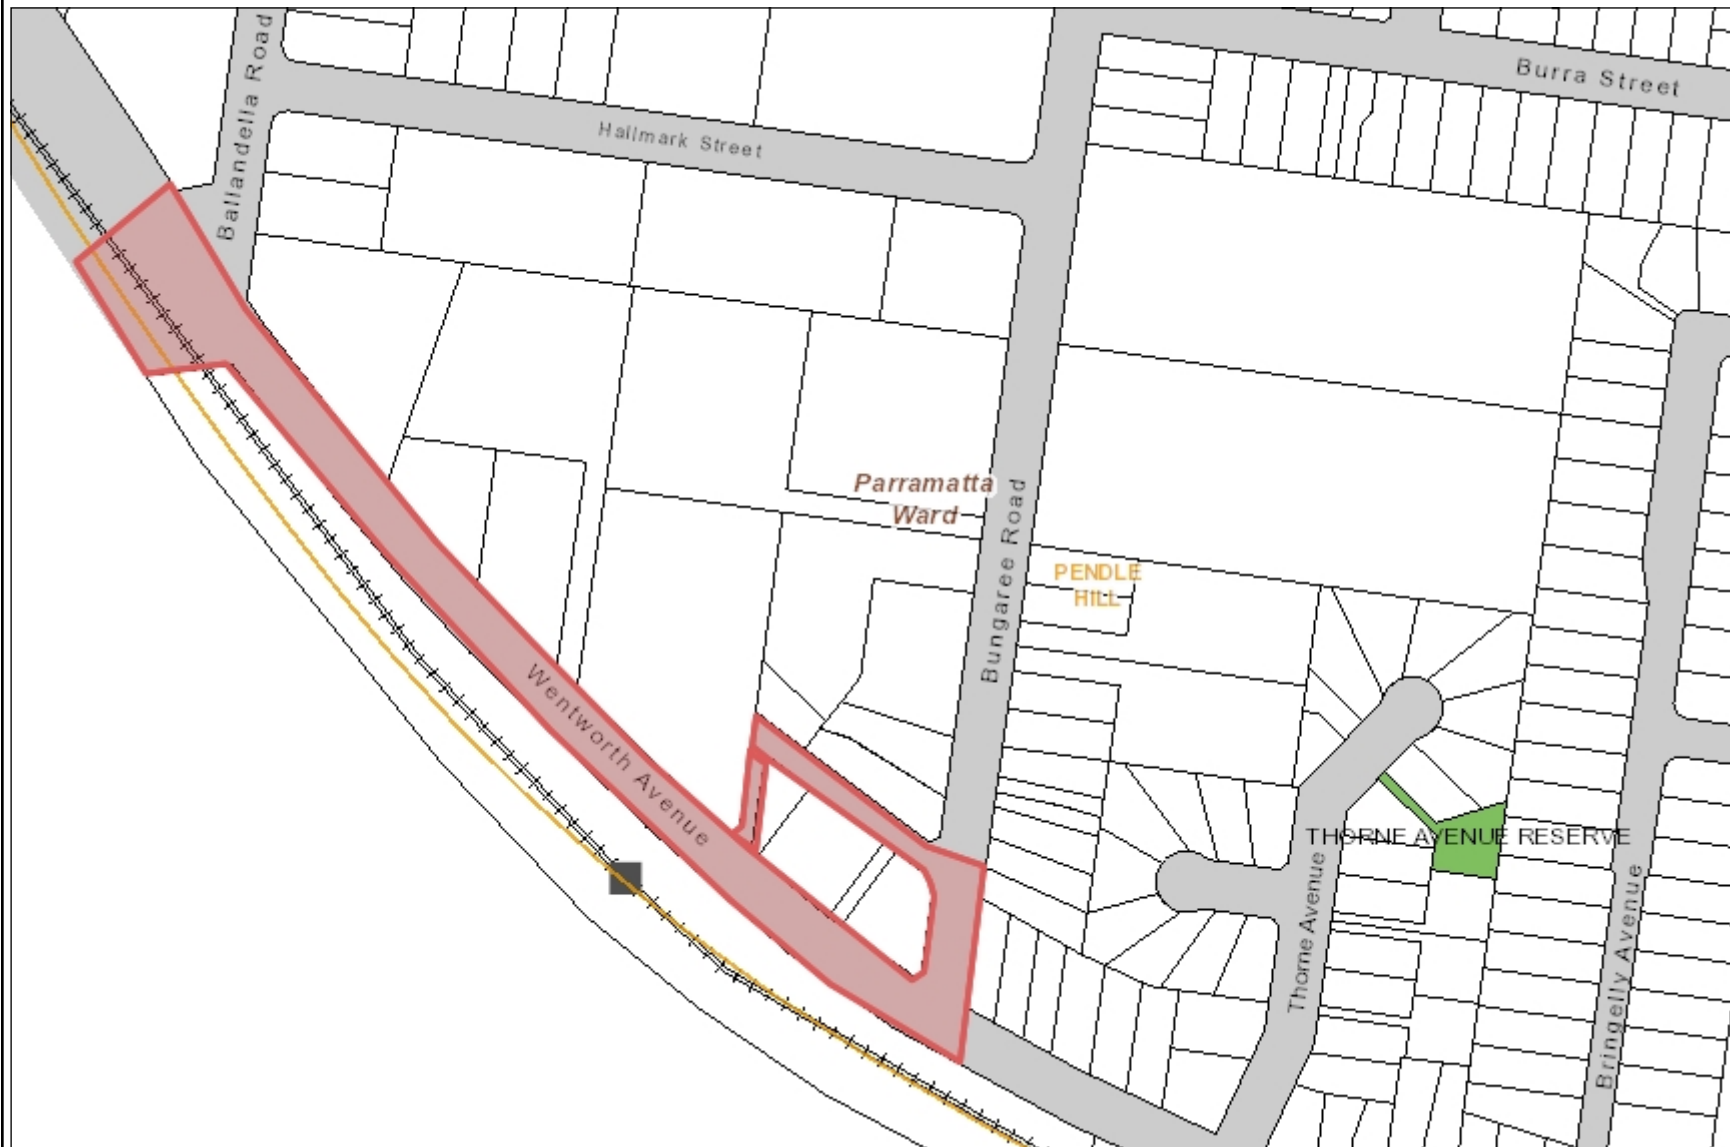 Ballandella Road
Burra Street
Hallmark Street
Parramatta
Ward
Bungaree Road
PENDLE
HILL
Wentworth Avenue
THORNE AVENUE RESERVE
Thorne Avenue
Bringelly Avenue